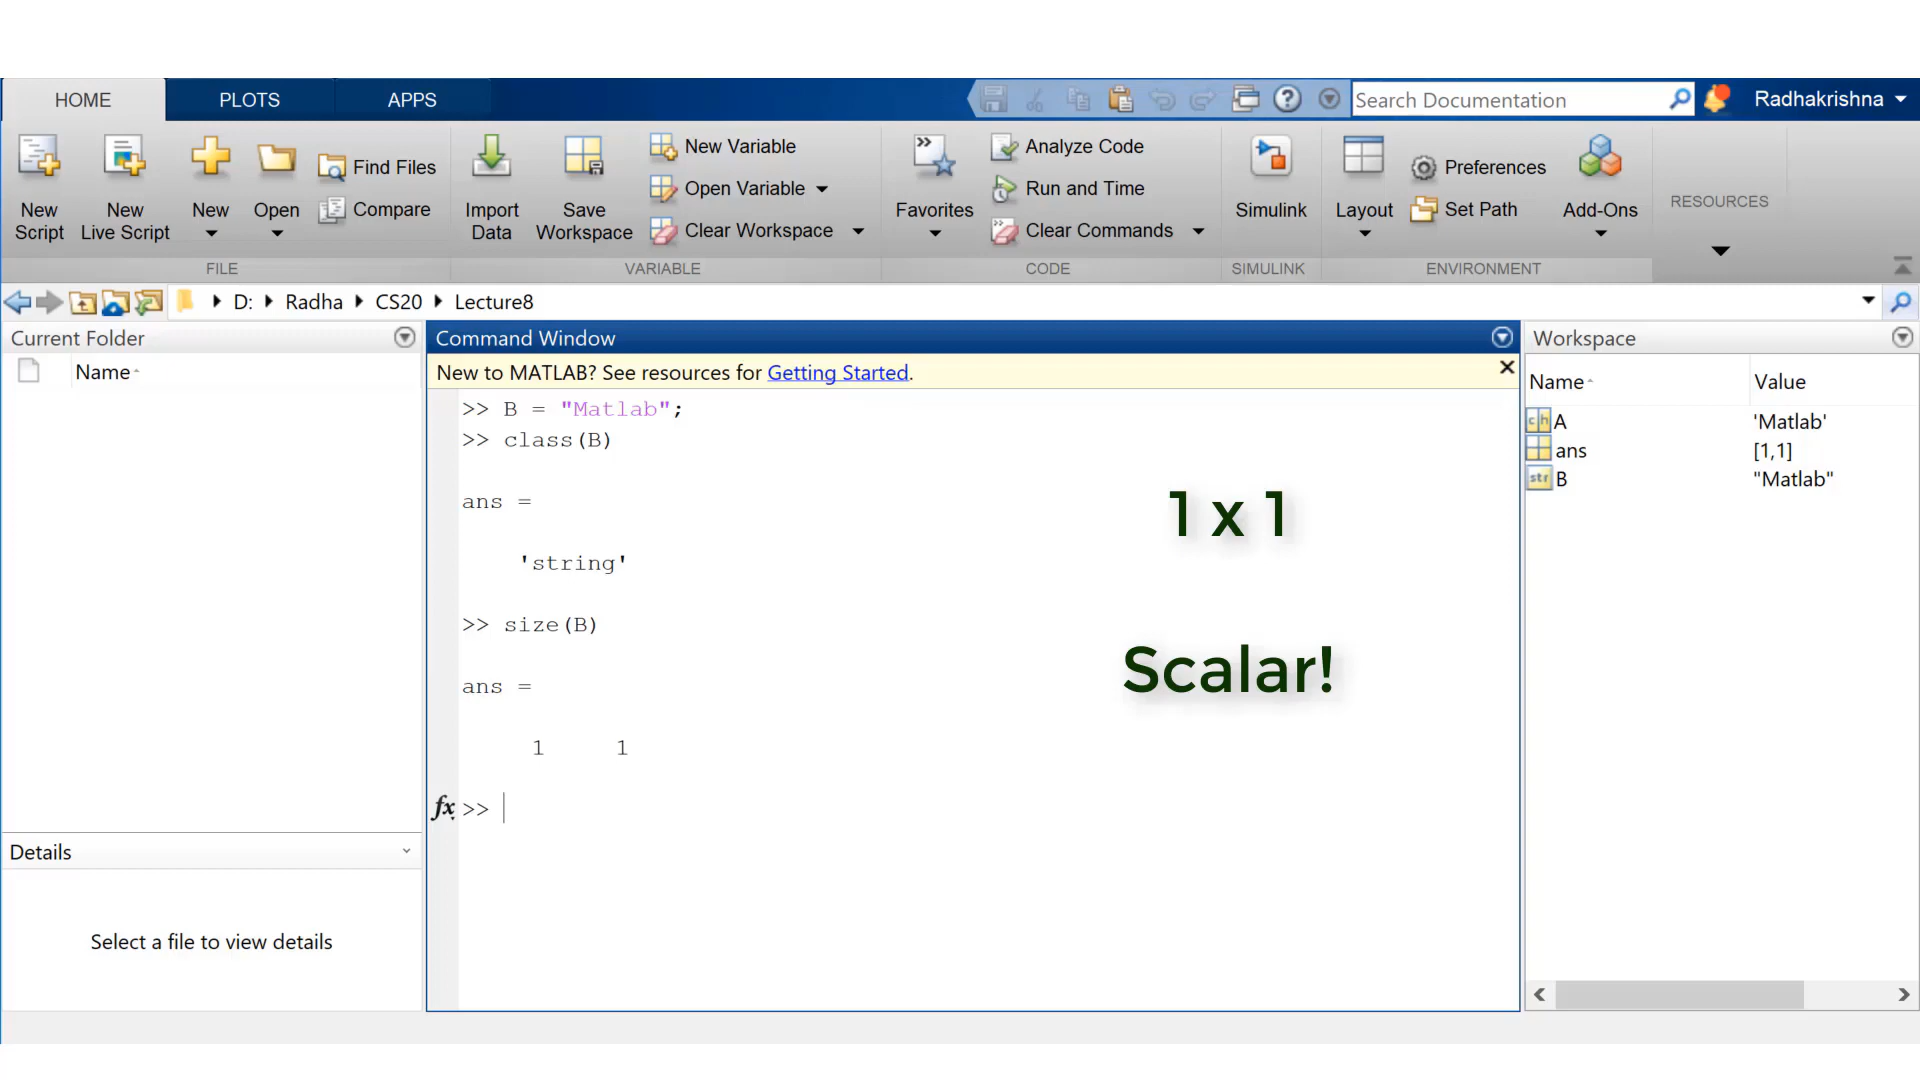 HOME PLOTS APPS Search Documentation Radhakrishna
New Script
New Live Script
New
Open
Find Files
Compare
Import Data
Save Workspace
New Variable
Open Variable
Clear Workspace
Favorites
Analyze Code
Run and Time
Clear Commands
Simulink
Layout
Preferences
Set Path
Add-Ons
RESOURCES
FILE VARIABLE CODE SIMULINK ENVIRONMENT
D: Radha CS20 Lecture8
Current Folder
Name
Details
Select a file to view details
Command Window
New to MATLAB? See resources for Getting Started.
>> B = "Matlab";
>> class(B)
ans =
'string'
>> size(B)
ans =
1 1
fx >>
1 x 1
Scalar!
Workspace
Name Value
ch A 'Matlab'
ans [1,1]
str B "Matlab"